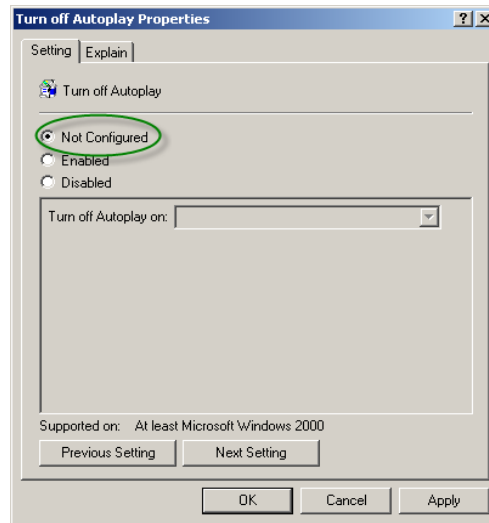 Turn off Autoplay Properties
Setting
Explain
Turn off Autoplay
Not Configured
Enabled
Disabled
Turn off Autoplay on:
Supported on: At least Microsoft Windows 2000
Previous Setting
Next Setting
OK
Cancel
Apply